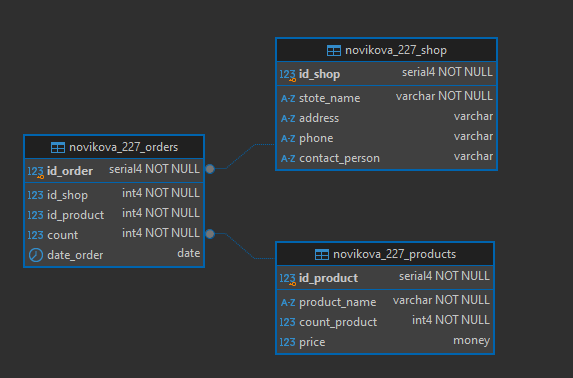 novikova_227_shop
123 id_shop serial4 NOT NULL
A-Z stote_name varchar NOT NULL
A-Z address varchar
A-Z phone varchar
A-Z contact_person varchar
novikova_227_orders
123 id_order serial4 NOT NULL
123 id_shop int4 NOT NULL
123 id_product int4 NOT NULL
123 count int4 NOT NULL
date_order date
novikova_227_products
123 id_product serial4 NOT NULL
A-Z product_name varchar NOT NULL
123 count_product int4 NOT NULL
123 price money